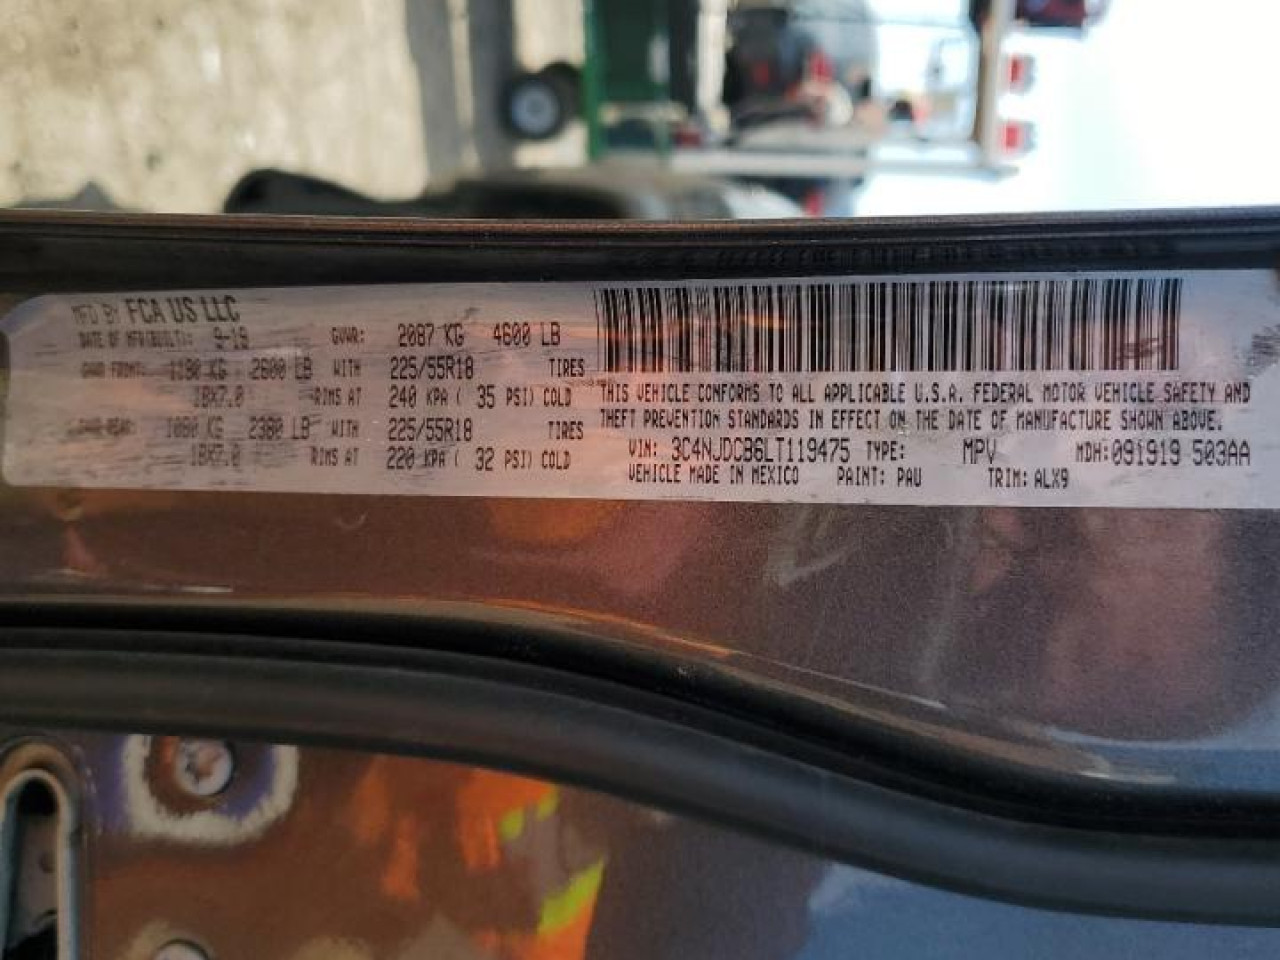 MFD BY FCA US LLC
DATE OF MFR(BUILT): 9-19 GVWR: 2087 KG 4600 LB
GAWR FRONT: 1180 KG 2600 LB WITH 225/55R18 TIRES
18X7.0 RIMS AT 240 KPA ( 35 PSI) COLD
GAWR REAR: 1080 KG 2380 LB WITH 225/55R18 TIRES
18X7.0 RIMS AT 220 KPA ( 32 PSI) COLD
THIS VEHICLE CONFORMS TO ALL APPLICABLE U.S.A. FEDERAL MOTOR VEHICLE SAFETY AND
THEFT PREVENTION STANDARDS IN EFFECT ON THE DATE OF MANUFACTURE SHOWN ABOVE.
VIN: 3C4NJDCB6LT119475 TYPE: MPV MDH:091919 503AA
VEHICLE MADE IN MEXICO PAINT: PAU TRIM: ALX9